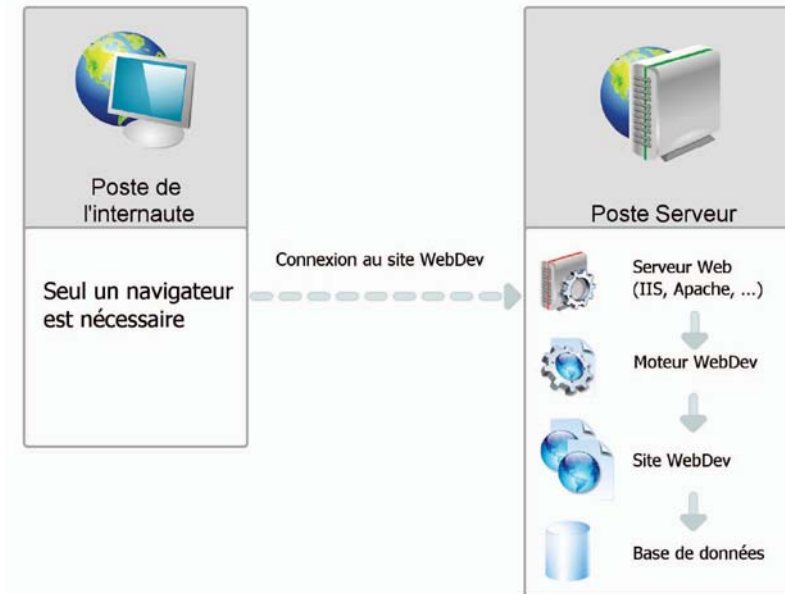 Poste de
l'internaute
Seul un navigateur
est nécessaire
Connexion au site WebDev
Poste Serveur
Serveur Web
(IIS, Apache, ...)
Moteur WebDev
Site WebDev
Base de données